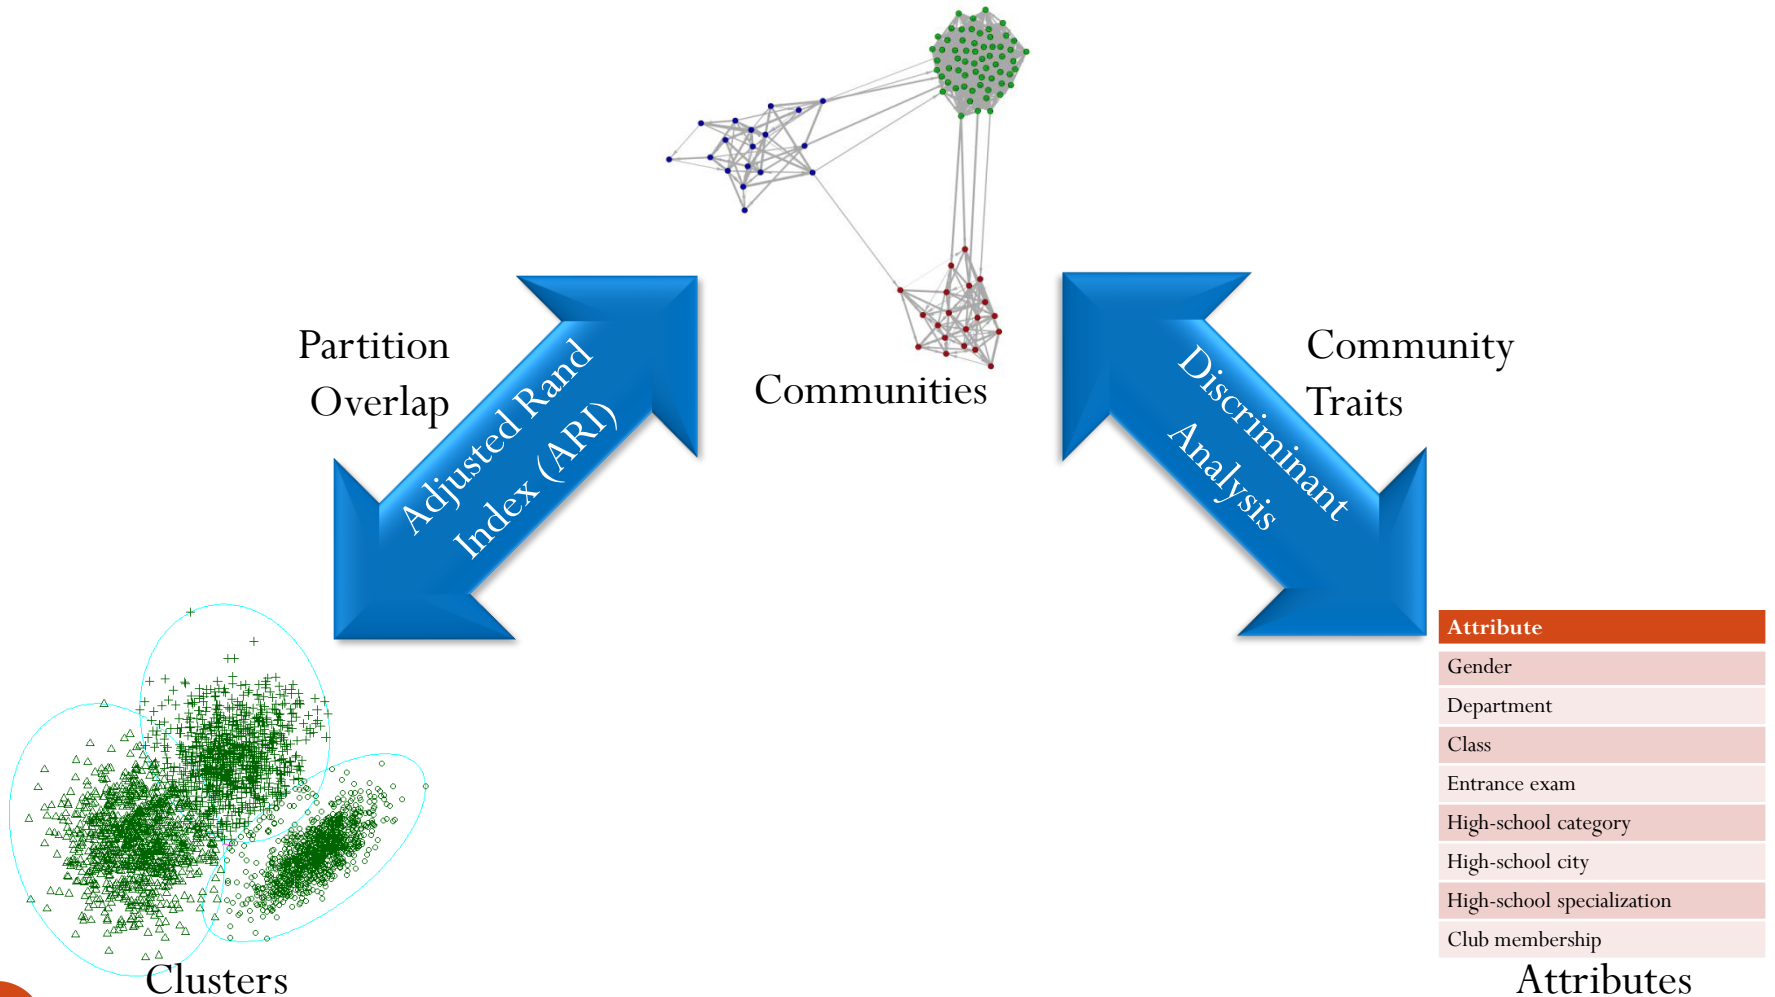 Partition
Overlap
Adjusted Rand
Index (ARI)
Communities
Discriminant
Analysis
Community
Traits
Clusters
Attribute
Gender
Department
Class
Entrance exam
High-school category
High-school city
High-school specialization
Club membership
Attributes